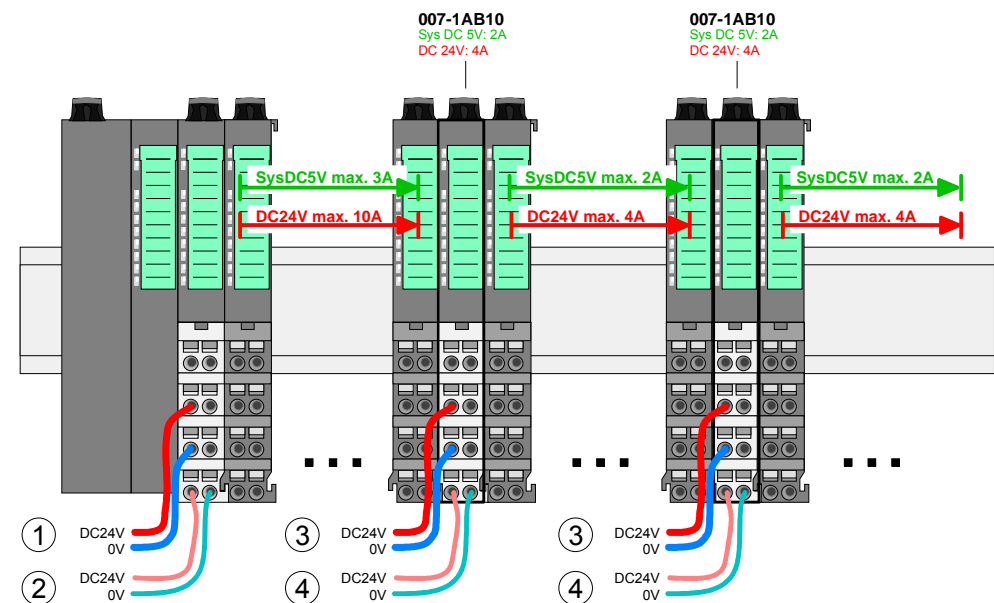 007-1AB10
Sys DC 5V: 2A
DC 24V: 4A
007-1AB10
Sys DC 5V: 2A
DC 24V: 4A
SysDC5V max. 3A
SysDC5V max. 2A
SysDC5V max. 2A
DC24V max. 10A
DC24V max. 4A
DC24V max. 4A
1 DC24V
0V
3 DC24V
0V
3 DC24V
0V
2 DC24V
0V
4 DC24V
0V
4 DC24V
0V